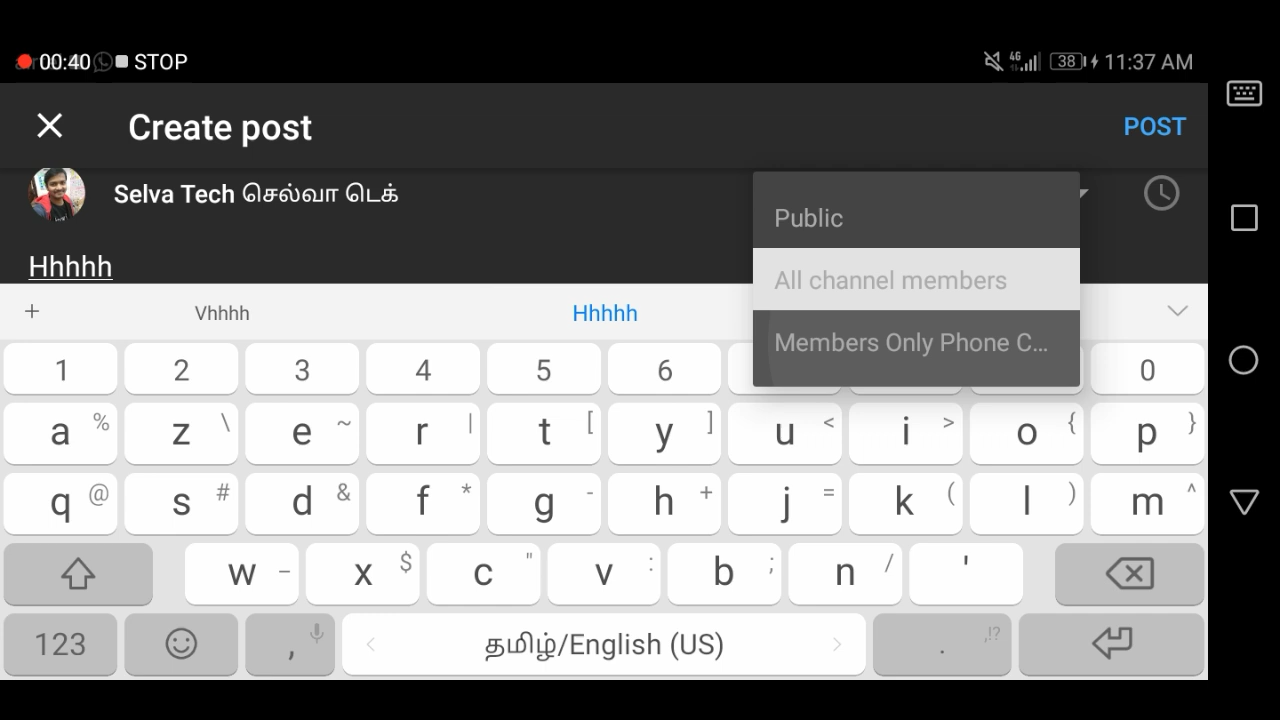 00:40 STOP 4G 38 11:37 AM
Create post POST
Selva Tech செல்வா டெக்
Public
Hhhhh
All channel members
+ Vhhhh Hhhhh
Members Only Phone C...
1 2 3 4 5 6 0
a % z \ e ~ r | t [ y ] u < i > o { p }
q @ s # d & f * g - h + j = k ( l ) m ^
w – x $ c " v : b ; n / '
123 , < தமிழ்/English (US) > . ,!?